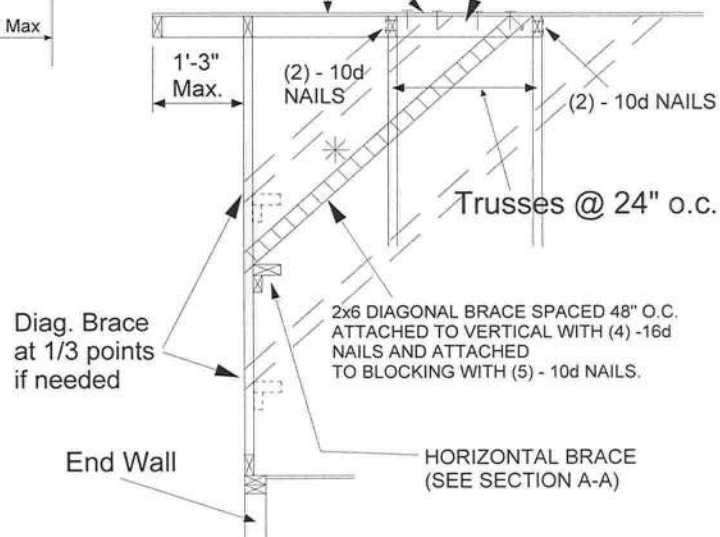 Max
1'-3"
Max.
(2) - 10d
NAILS
(2) - 10d NAILS
Trusses @ 24" o.c.
Diag. Brace
at 1/3 points
if needed
2x6 DIAGONAL BRACE SPACED 48" O.C.
ATTACHED TO VERTICAL WITH (4) -16d
NAILS AND ATTACHED
TO BLOCKING WITH (5) - 10d NAILS.
End Wall
HORIZONTAL BRACE
(SEE SECTION A-A)